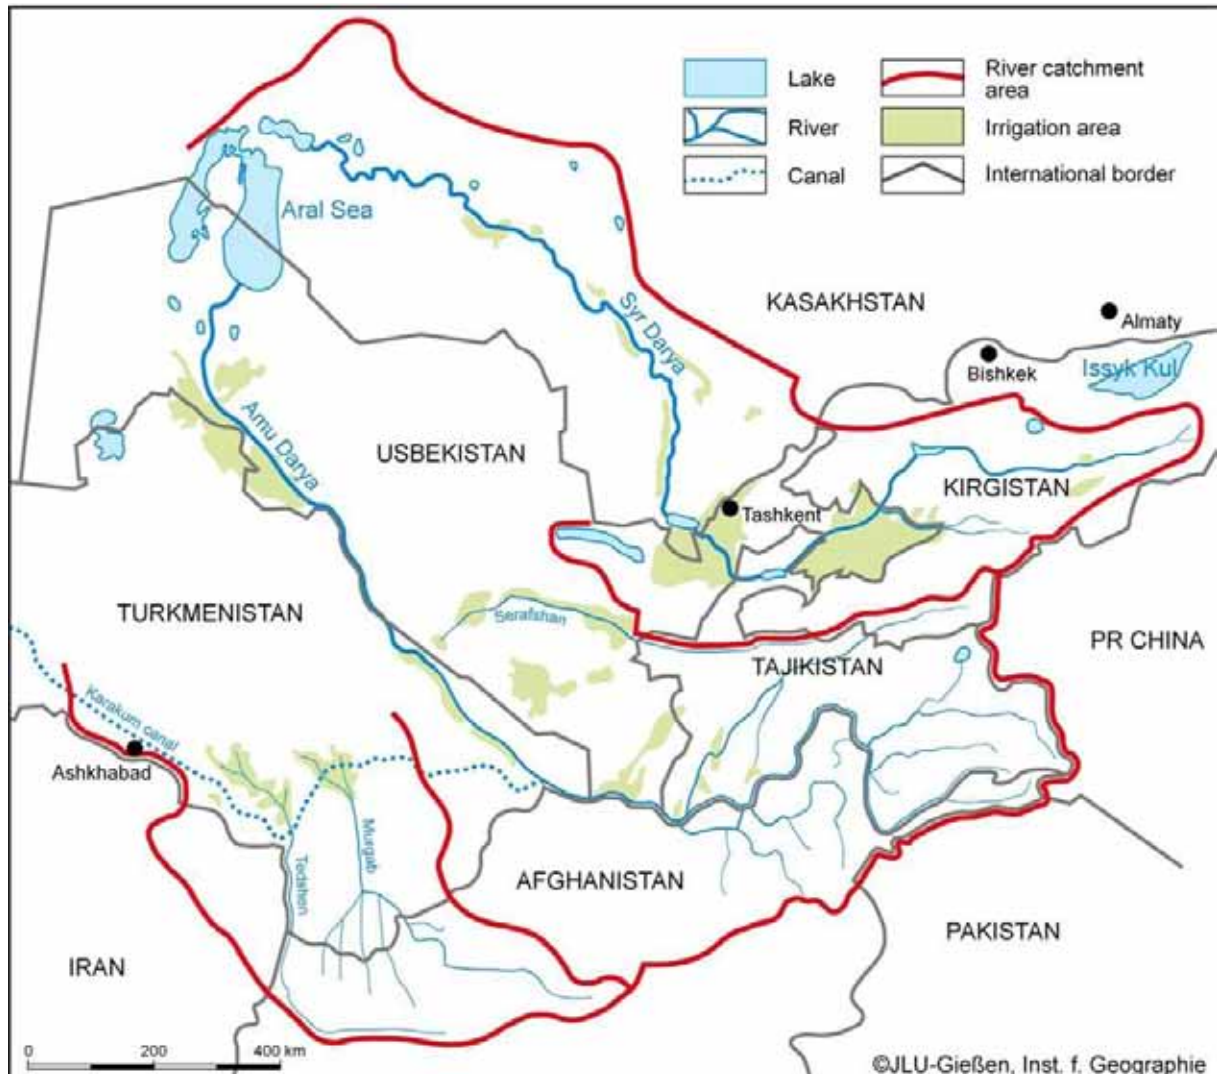 Lake
River catchment
area
River
Irrigation area
Canal
International border
Aral Sea
Syr Darya
KASAKHSTAN
Almaty
Bishkek
Issyk Kul
Amu Darya
USBEKISTAN
KIRGISTAN
Tashkent
TURKMENISTAN
Serafshan
TAJIKISTAN
PR CHINA
Karakum canal
Ashkhabad
Murgab
Tedshen
AFGHANISTAN
PAKISTAN
IRAN
0 200 400 km
©JLU-Gießen, Inst. f. Geographie